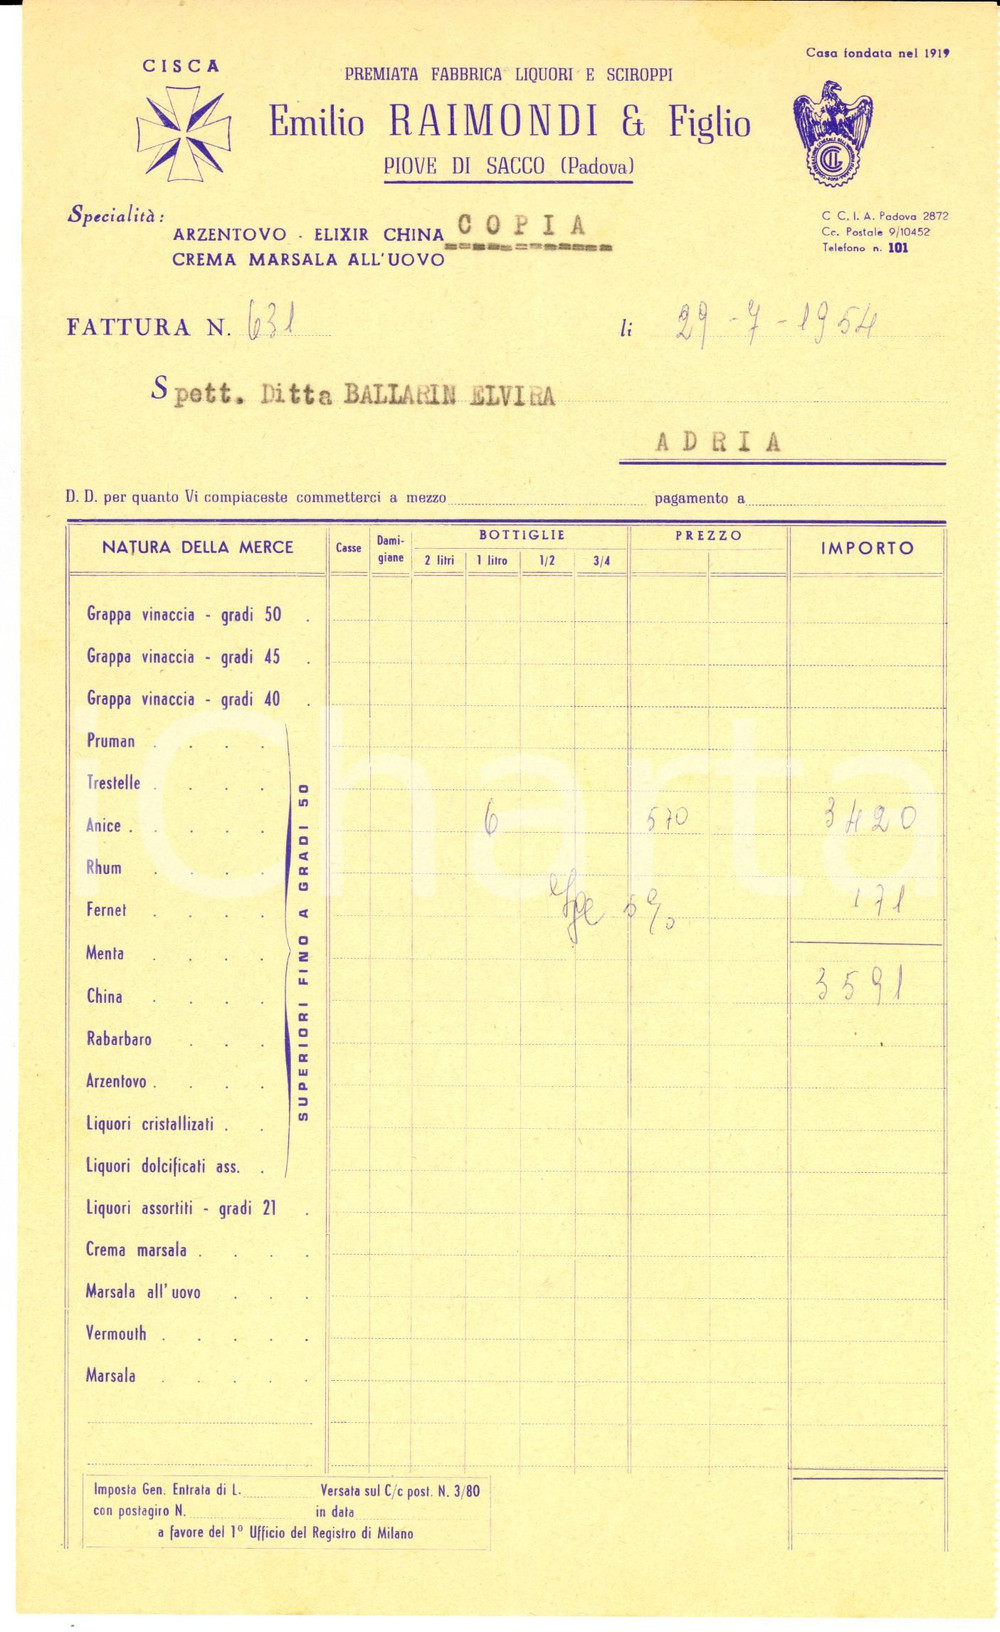 Casa fondata nel 1919
CISCA
PREMIATA FABBRICA LIQUORI E SCIROPPI
Emilio RAIMONDI & Figlio
PIOVE DI SACCO (Padova)
C C. I. A. Padova 2872
Cc. Postale 9/10452
Telefono n. 101
Specialità:
ARZENTOVO - ELIXIR CHINA
CREMA MARSALA ALL'UOVO
COPIA
FATTURA N. 631
li 29-7-1954
Spett. Ditta BALLARIN ELVIRA
ADRIA
D. D. per quanto Vi compiaceste commetterci a mezzo pagamento a
NATURA DELLA MERCE Casse Dami-giane BOTTIGLIE PREZZO IMPORTO
2 litri 1 litro 1/2 3/4
Grappa vinaccia - gradi 50 .
Grappa vinaccia - gradi 45 .
Grappa vinaccia - gradi 40 .
Pruman . . . .
Trestelle . . . .
Anice . . . . 6 570 3420
Rhum . . . .
Fernet . . . . Ige 5% 171
Menta . . . .
China . . . . 3591
Rabarbaro . . .
Arzentovo . . . .
Liquori cristallizati . .
Liquori dolcificati ass. .
SUPERIORI FINO A GRADI 50
Liquori assortiti - gradi 21 .
Crema marsala . . . .
Marsala all'uovo . . .
Vermouth . . . . .
Marsala . . . . .
Imposta Gen. Entrata di L. Versata sul C/c post. N. 3/80
con postagiro N. in data
a favore del 1° Ufficio del Registro di Milano
iCharta